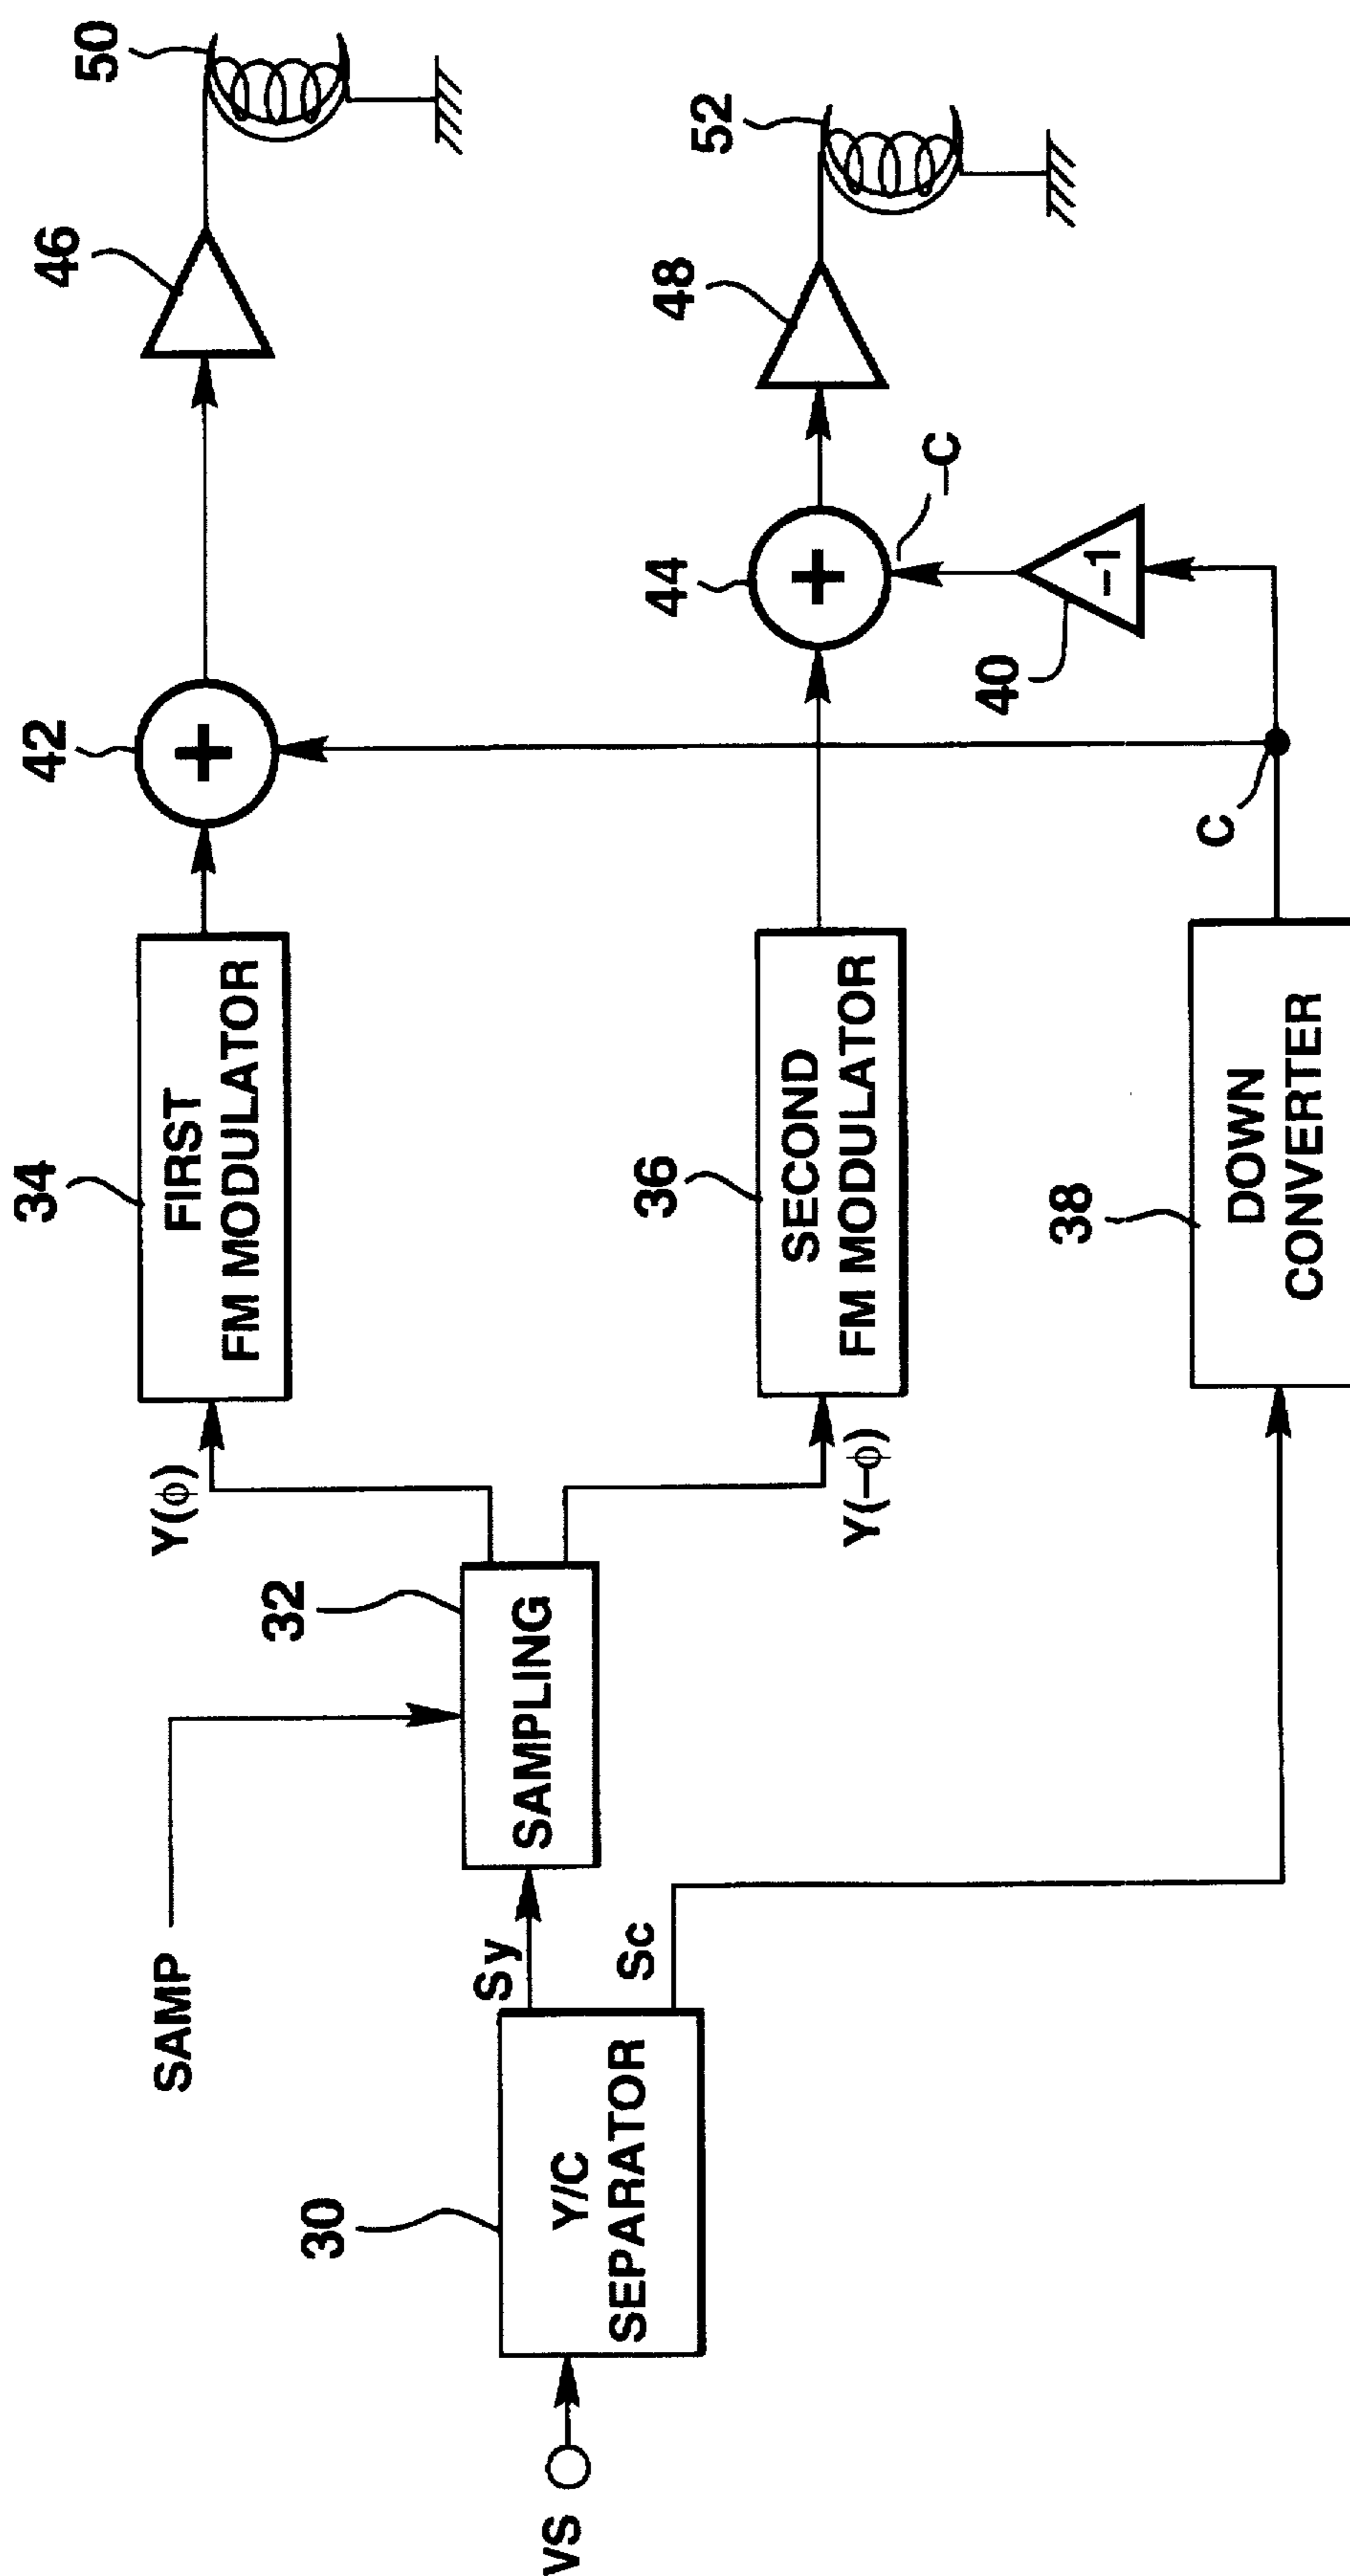 VS
30
Y/C
SEPARATOR
Sy
Sc
SAMP
32
SAMPLING
Y(ϕ)
Y(−ϕ)
34
FIRST
FM MODULATOR
36
SECOND
FM MODULATOR
38
DOWN
CONVERTER
C
42
+
40
−1
−C
44
+
46
48
50
52